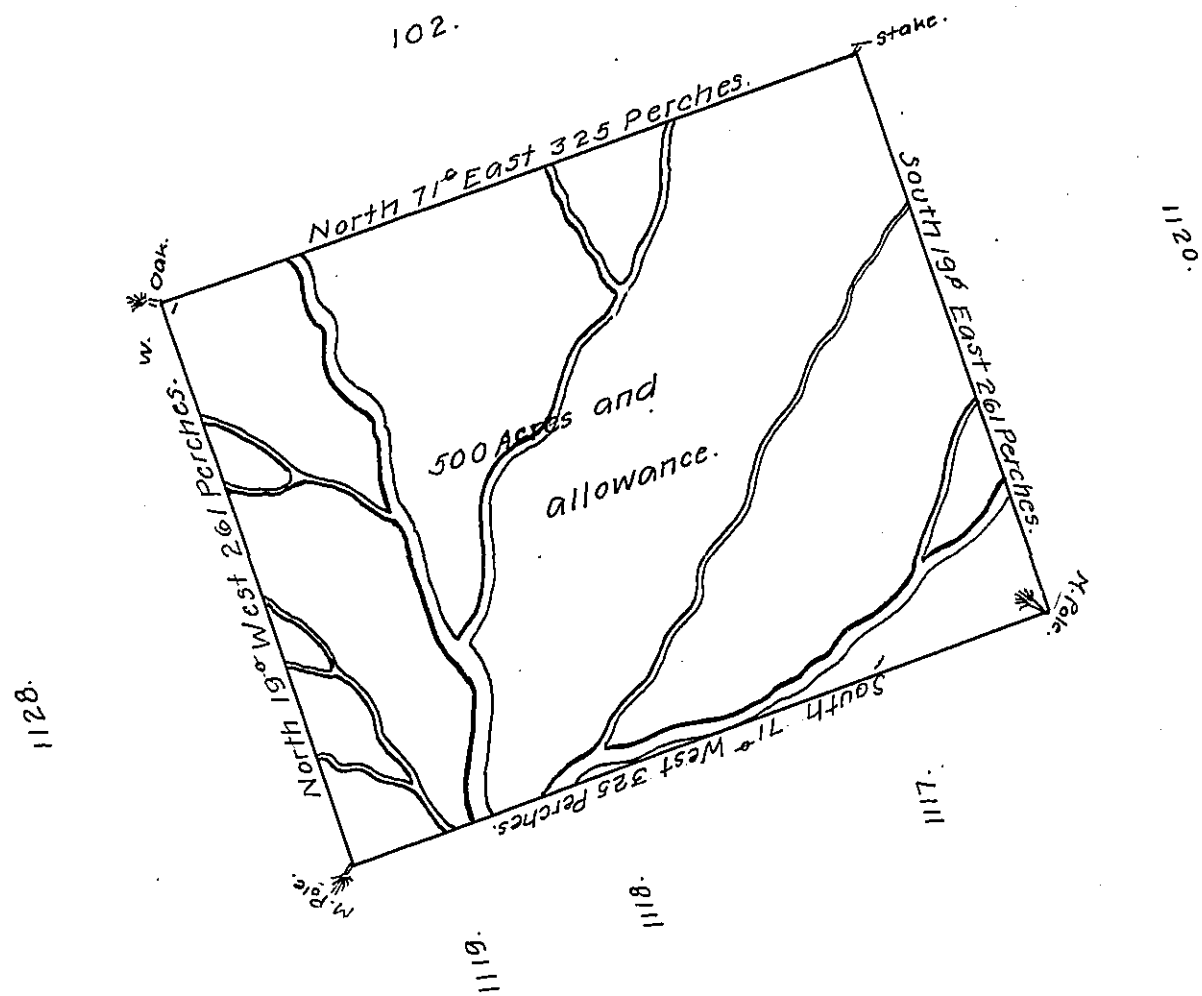 102.
stake.
North 71° East 325 Perches.
Oak.
W.
South 19° East 261 Perches.
1120.
500 Acres and
allowance.
North 19° West 261 Perches.
1128.
M. Pole.
South 71° West 325 Perches.
1117.
M. Pole.
1118.
1119.